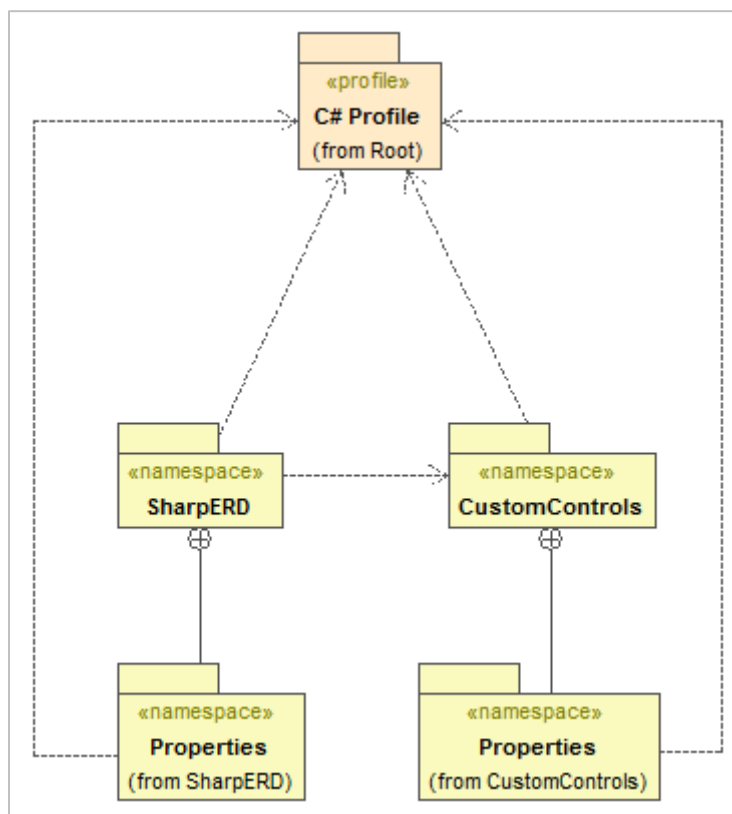 «profile»
C# Profile
(from Root)
«namespace»
SharpERD
«namespace»
CustomControls
«namespace»
Properties
(from SharpERD)
«namespace»
Properties
(from CustomControls)